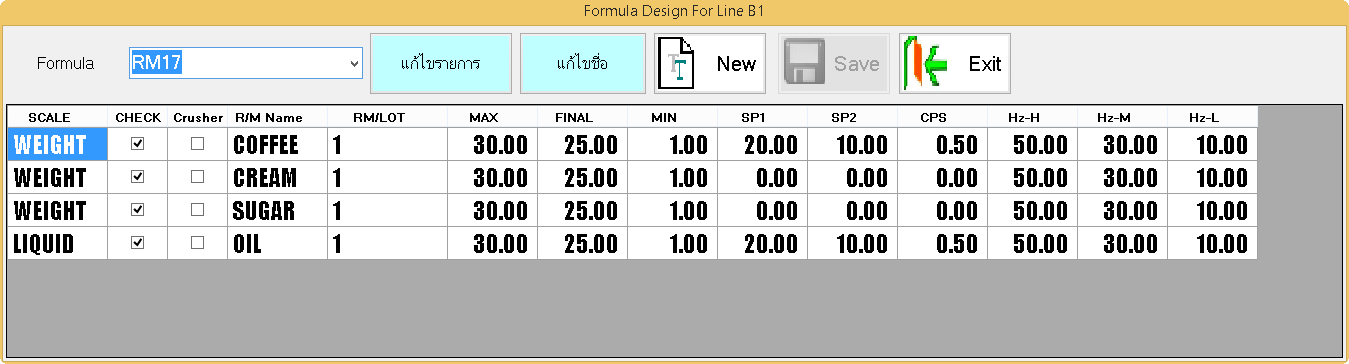 Formula Design For Line B1
Formula RM17 แก้ไขรายการ แก้ไขชื่อ New Save Exit
SCALE CHECK Crusher R/M Name RM/LOT MAX FINAL MIN SP1 SP2 CPS Hz-H Hz-M Hz-L
WEIGHT COFFEE 1 30.00 25.00 1.00 20.00 10.00 0.50 50.00 30.00 10.00
WEIGHT CREAM 1 30.00 25.00 1.00 0.00 0.00 0.00 50.00 30.00 10.00
WEIGHT SUGAR 1 30.00 25.00 1.00 0.00 0.00 0.00 50.00 30.00 10.00
LIQUID OIL 1 30.00 25.00 1.00 20.00 10.00 0.50 50.00 30.00 10.00